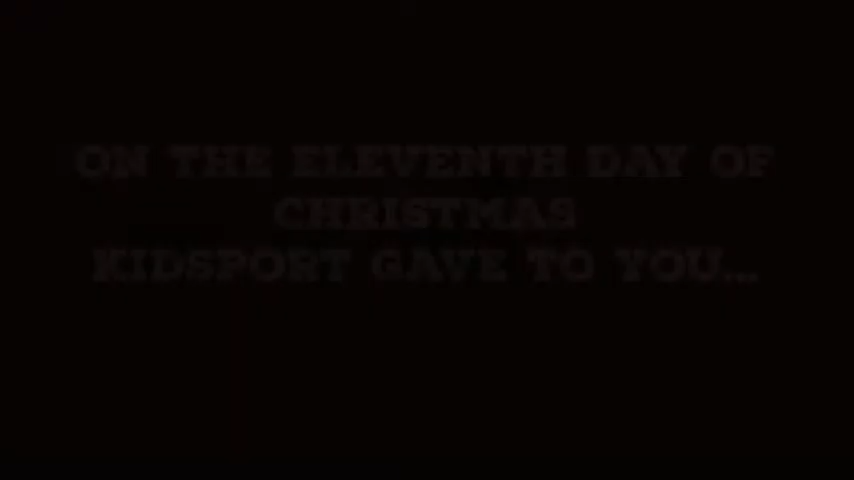 ON THE ELEVENTH DAY OF
CHRISTMAS
KIDSPORT GAVE TO YOU...